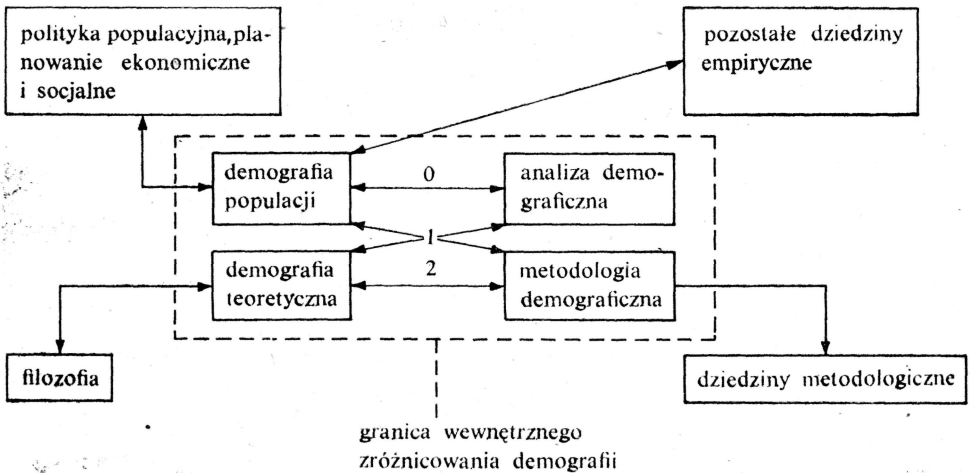 polityka populacyjna, pla-
nowanie ekonomiczne
i socjalne
pozostałe dziedziny
empiryczne
demografia
populacji
0
analiza demo-
graficzna
1
demografia
teoretyczna
2
metodologia
demograficzna
filozofia
dziedziny metodologiczne
granica wewnętrznego
zróżnicowania demografii